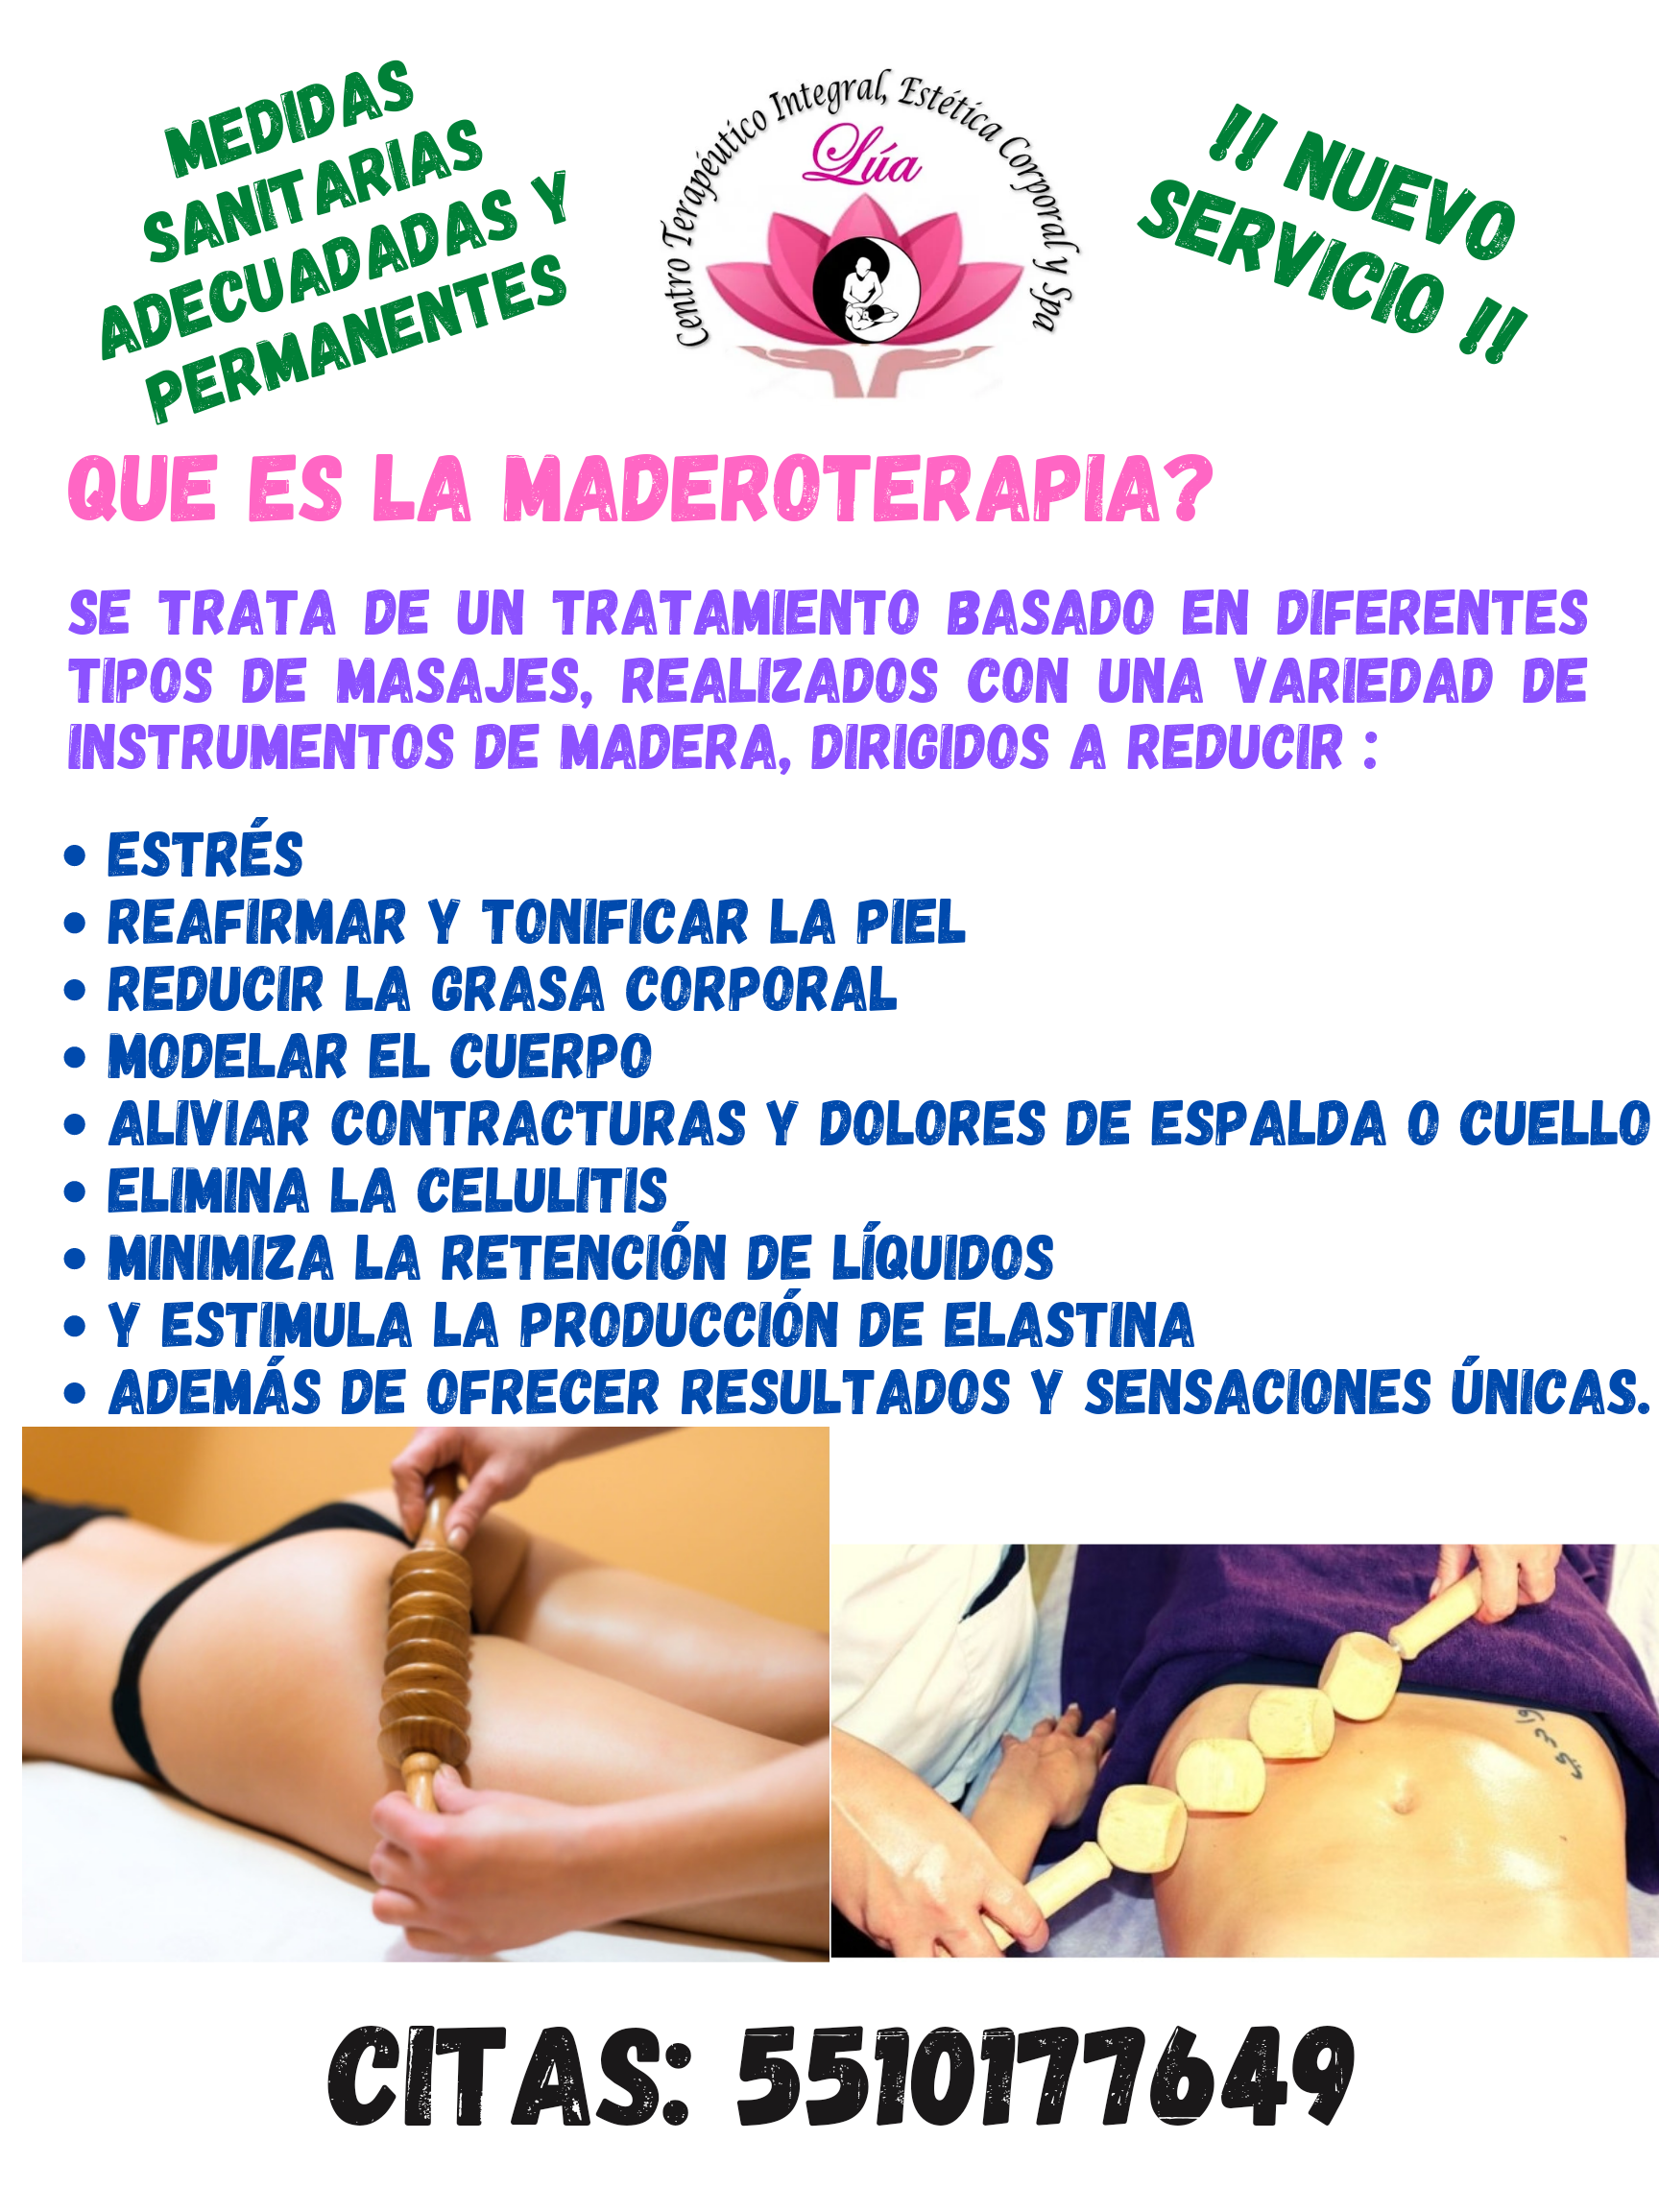 MEDIDAS
SANITARIAS
ADECUADADAS Y
PERMANENTES
Centro Terapéutico Integral, Estética Corporal y Spa
Lúa
!! NUEVO
SERVICIO !!
QUE ES LA MADEROTERAPIA?
SE TRATA DE UN TRATAMIENTO BASADO EN DIFERENTES
TIPOS DE MASAJES, REALIZADOS CON UNA VARIEDAD DE
INSTRUMENTOS DE MADERA, DIRIGIDOS A REDUCIR :
• ESTRÉS
• REAFIRMAR Y TONIFICAR LA PIEL
• REDUCIR LA GRASA CORPORAL
• MODELAR EL CUERPO
• ALIVIAR CONTRACTURAS Y DOLORES DE ESPALDA O CUELLO
• ELIMINA LA CELULITIS
• MINIMIZA LA RETENCIÓN DE LÍQUIDOS
• Y ESTIMULA LA PRODUCCIÓN DE ELASTINA
• ADEMÁS DE OFRECER RESULTADOS Y SENSACIONES ÚNICAS.
CITAS: 5510177649